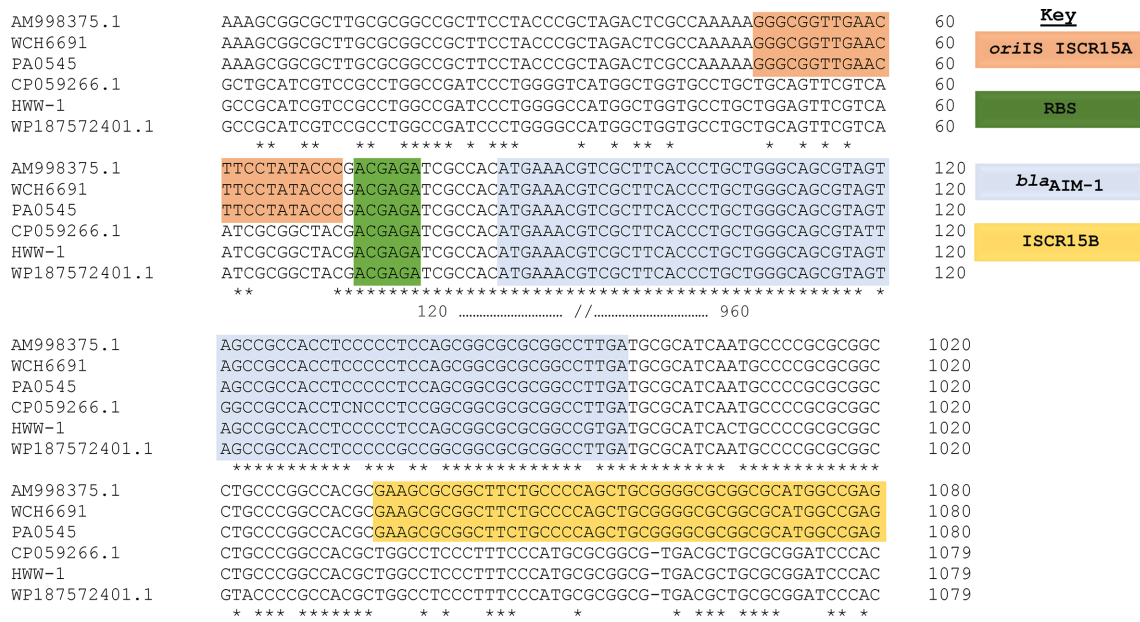 Key
AM998375.1 AAAGCGGCGCTTGCGCGGCCGCTTCCTACCCGCTAGACTCGCCAAAAAGGGCGGTTGAAC 60
WCH6691 AAAGCGGCGCTTGCGCGGCCGCTTCCTACCCGCTAGACTCGCCAAAAAGGGCGGTTGAAC 60
PA0545 AAAGCGGCGCTTGCGCGGCCGCTTCCTACCCGCTAGACTCGCCAAAAAGGGCGGTTGAAC 60
CP059266.1 GCTGCATCGTCCGCCTGGCCGATCCCTGGGGTCATGGCTGGTGCCTGCTGCAGTTCGTCA 60
HWW-1 GCCGCATCGTCCGCCTGGCCGATCCCTGGGGCCATGGCTGGTGCCTGCTGGAGTTCGTCA 60
WP187572401.1 GCCGCATCGTCCGCCTGGCCGATCCCTGGGGCCATGGCTGGTGCCTGCTGCAGTTCGTCA 60
** ** **** * *** * * * * * * *
oriIS ISCR15A
RBS
AM998375.1 TTCCTATACCCGACGAGATCGCCACATGAAACGTCGCTTCACCCTGCTGGGCAGCGTAGT 120
WCH6691 TTCCTATACCCGACGAGATCGCCACATGAAACGTCGCTTCACCCTGCTGGGCAGCGTAGT 120
PA0545 TTCCTATACCCGACGAGATCGCCACATGAAACGTCGCTTCACCCTGCTGGGCAGCGTAGT 120
CP059266.1 ATCGCGGCTACGACGAGATCGCCACATGAAACGTCGCTTCACCCTGCTGGGCAGCGTATT 120
HWW-1 ATCGCGGCTACGACGAGATCGCCACATGAAACGTCGCTTCACCCTGCTGGGCAGCGTAGT 120
WP187572401.1 ATCGCGGCTACGACGAGATCGCCACATGAAACGTCGCTTCACCCTGCTGGGCAGCGTAGT 120
** ************************************************ *
120 ............................ //............................... 960
blaAIM-1
ISCR15B
AM998375.1 AGCCGCCACCTCCCCCTCCAGCGGCGCGCGGCCTTGATGCGCATCAATGCCCCGCGCGGC 1020
WCH6691 AGCCGCCACCTCCCCCTCCAGCGGCGCGCGGCCTTGATGCGCATCAATGCCCCGCGCGGC 1020
PA0545 AGCCGCCACCTCCCCCTCCAGCGGCGCGCGGCCTTGATGCGCATCAATGCCCCGCGCGGC 1020
CP059266.1 GGCCGCCACCTCNCCCTCCGGCGGCGCGCGGCCTTGATGCGCATCAATGCCCCGCGCGGC 1020
HWW-1 AGCCGCCACCTCCCCCTCCAGCGGCGCGCGGCCGTGATGCGCATCACTGCCCCGCGCGGC 1020
WP187572401.1 AGCCGCCACCTCCCCCGCCGGCGGCGCGCGGCCTTGATGCGCATCAATGCCCCGCGCGGC 1020
*********** *** ** ************* ************ *************
AM998375.1 CTGCCCGGCCACGCGAAGCGCGGCTTCTGCCCCAGCTGCGGGGCGCGGCGCATGGCCGAG 1080
WCH6691 CTGCCCGGCCACGCGAAGCGCGGCTTCTGCCCCAGCTGCGGGGCGCGGCGCATGGCCGAG 1080
PA0545 CTGCCCGGCCACGCGAAGCGCGGCTTCTGCCCCAGCTGCGGGGCGCGGCGCATGGCCGAG 1080
CP059266.1 CTGCCCGGCCACGCTGGCCTCCCTTTCCCATGCGCGGCG-TGACGCTGCGCGGATCCCAC 1079
HWW-1 CTGCCCGGCCACGCTGGCCTCCCTTTCCCATGCGCGGCG-TGACGCTGCGCGGATCCCAC 1079
WP187572401.1 GTACCCCGCCACGCTGGCCTCCCTTTCCCATGCGCGGCG-TGACGCTGCGCGGATCCCAC 1079
* *** ******* * * *** * * ** *** ** *